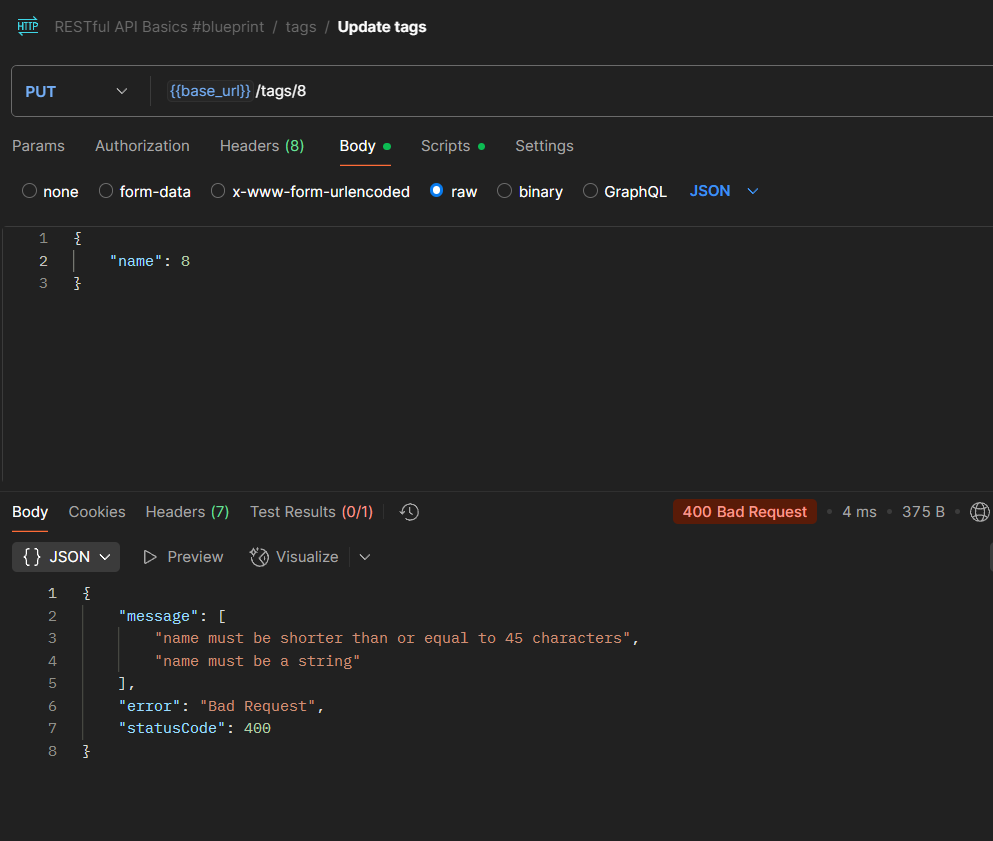 HTTP RESTful API Basics #blueprint / tags / Update tags
PUT {{base_url}} /tags/8
Params Authorization Headers (8) Body Scripts Settings
none form-data x-www-form-urlencoded raw binary GraphQL JSON
1 {
2 "name": 8
3 }
Body Cookies Headers (7) Test Results (0/1) 400 Bad Request • 4 ms • 375 B •
{} JSON Preview Visualize
1 {
2 "message": [
3 "name must be shorter than or equal to 45 characters",
4 "name must be a string"
5 ],
6 "error": "Bad Request",
7 "statusCode": 400
8 }